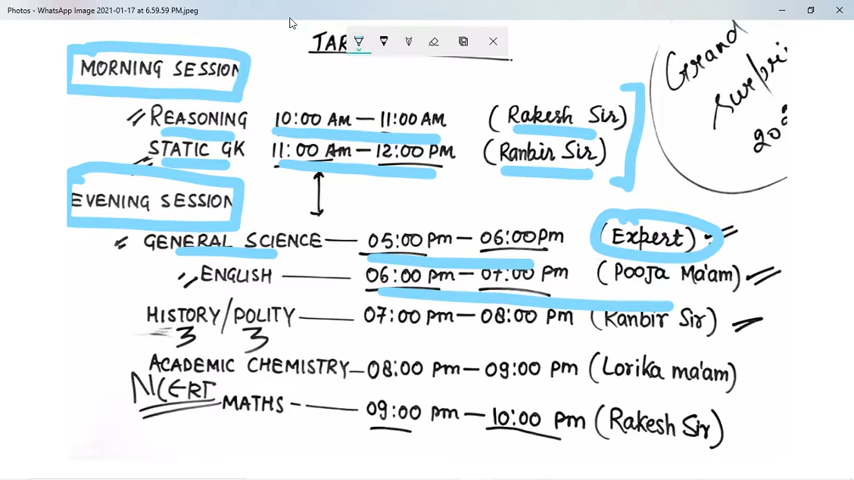 Photos - WhatsApp Image 2021-01-17 at 6.59.59 PM.jpeg
TAR
MORNING SESSION
REASONING 10:00 AM — 11:00 AM (Rakesh Sir)
STATIC GK 11:00 AM — 12:00 PM (Ranbir Sir)
EVENING SESSION
GENERAL SCIENCE — 05:00 PM — 06:00 PM (Expert)
ENGLISH — 06:00 PM — 07:00 PM (Pooja Ma'am)
HISTORY/POLITY — 07:00 PM — 08:00 PM (Ranbir Sir)
3 3
ACADEMIC CHEMISTRY — 08:00 PM — 09:00 PM (Lorika ma'am)
NCERT
MATHS - — 09:00 PM — 10:00 PM (Rakesh Sir)
Grand
Surpri
202